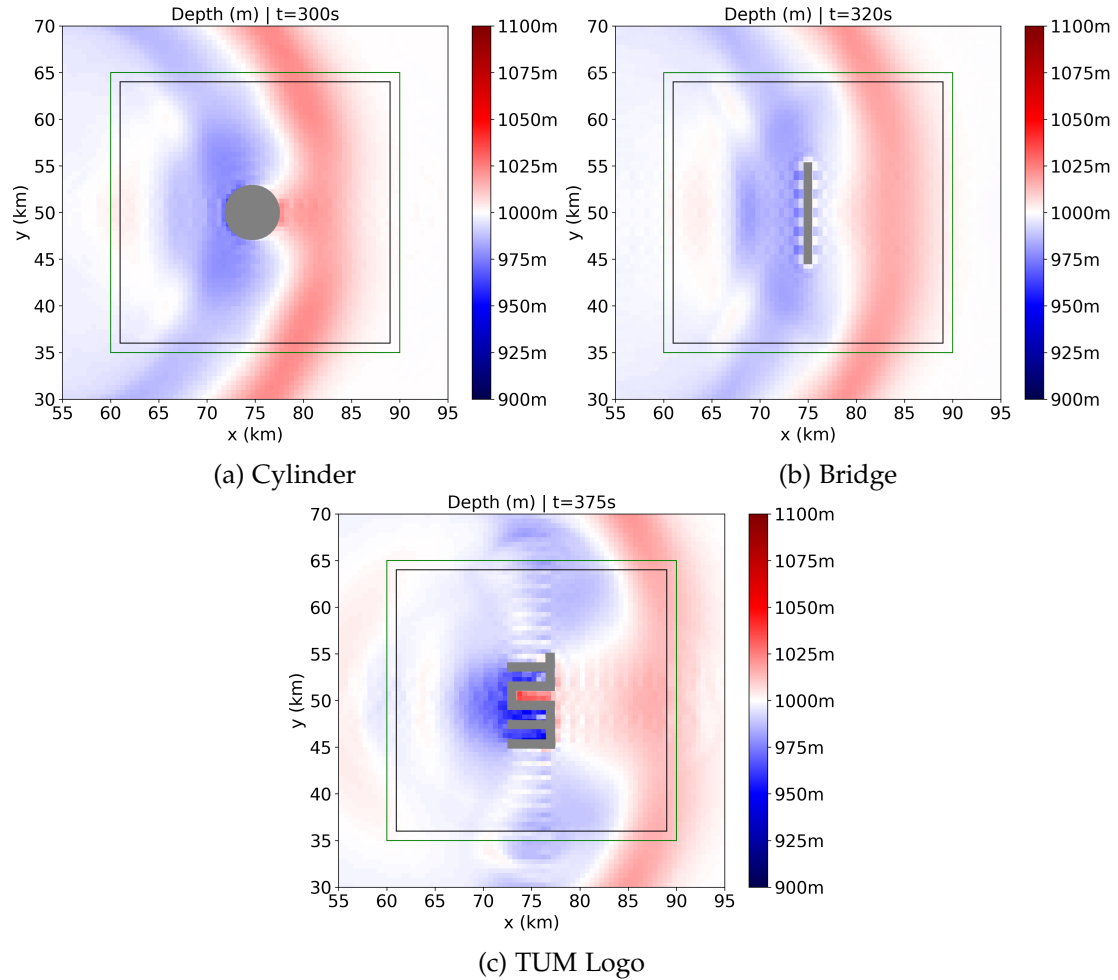 Depth (m) | t=300s
70
65
60
55
50
45
40
35
30
y (km)
55 60 65 70 75 80 85 90 95
x (km)
1100m
1075m
1050m
1025m
1000m
975m
950m
925m
900m
(a) Cylinder
Depth (m) | t=320s
70
65
60
55
50
45
40
35
30
y (km)
55 60 65 70 75 80 85 90 95
x (km)
1100m
1075m
1050m
1025m
1000m
975m
950m
925m
900m
(b) Bridge
Depth (m) | t=375s
70
65
60
55
50
45
40
35
30
y (km)
55 60 65 70 75 80 85 90 95
x (km)
1100m
1075m
1050m
1025m
1000m
975m
950m
925m
900m
(c) TUM Logo